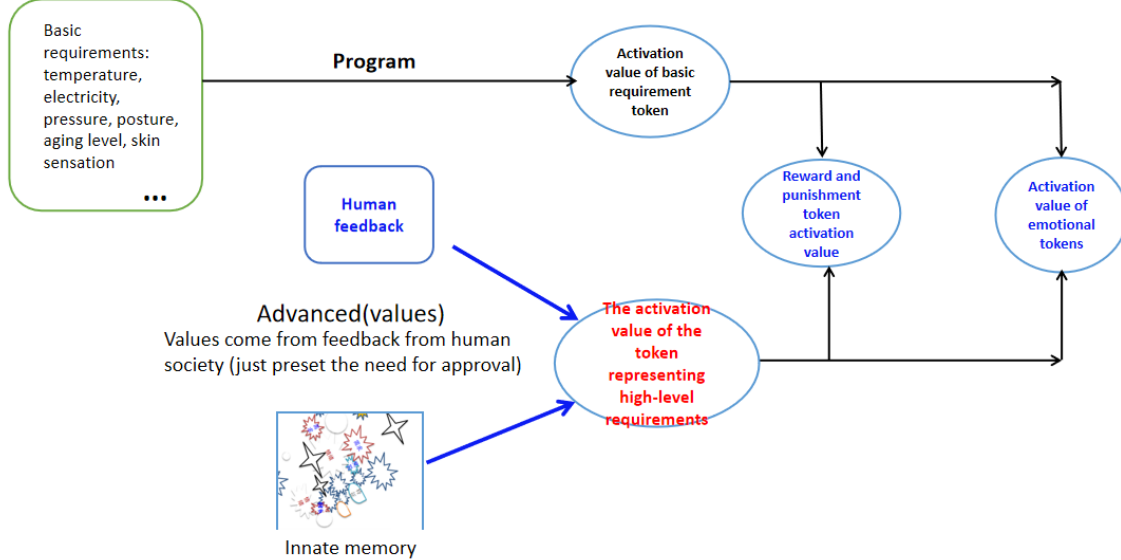 Basic
requirements:
temperature,
electricity,
pressure, posture,
aging level, skin
sensation
...
Program
Activation
value of basic
requirement
token
Human
feedback
Reward and
punishment
token
activation
value
Activation
value of
emotional
tokens
Advanced(values)
Values come from feedback from human
society (just preset the need for approval)
The activation
value of the
token
representing
high-level
requirements
Innate memory